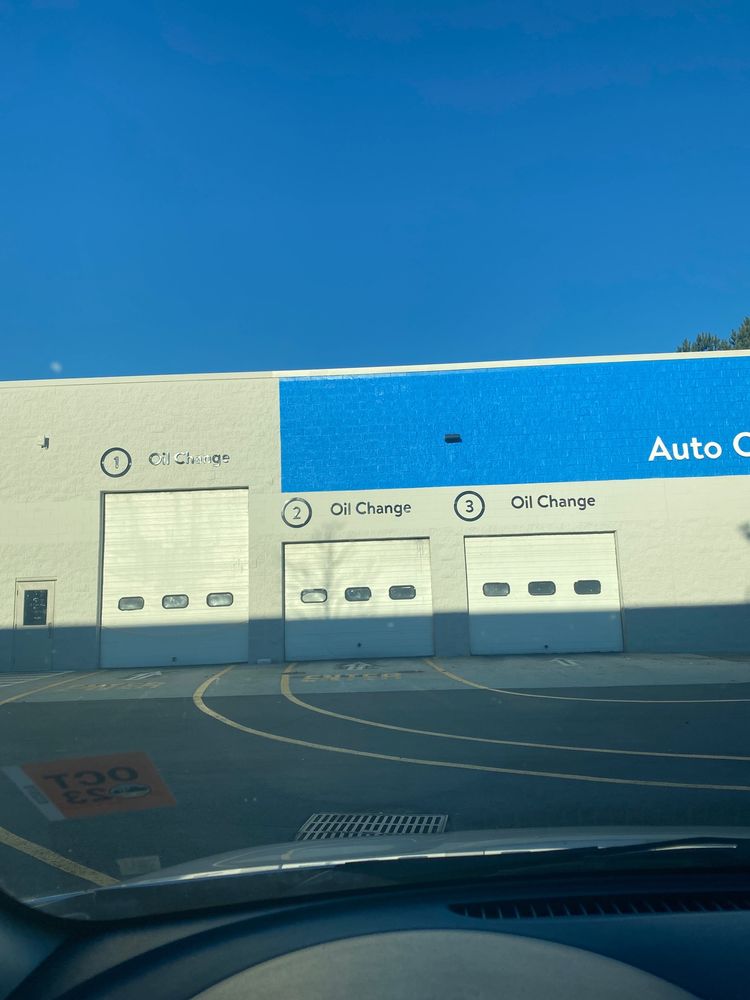 Auto C
1 Oil Change
2 Oil Change
3 Oil Change
ENTER
OCT
23